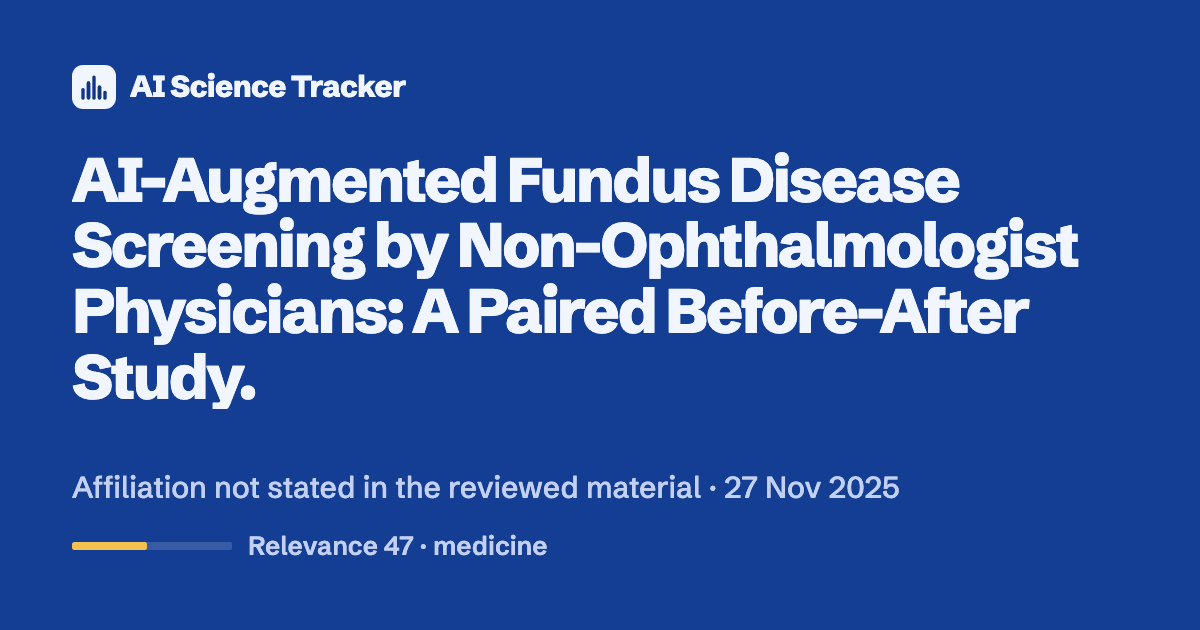 AI Science Tracker
AI-Augmented Fundus Disease
Screening by Non-Ophthalmologist
Physicians: A Paired Before-After
Study.
Affiliation not stated in the reviewed material · 27 Nov 2025
Relevance 47 · medicine